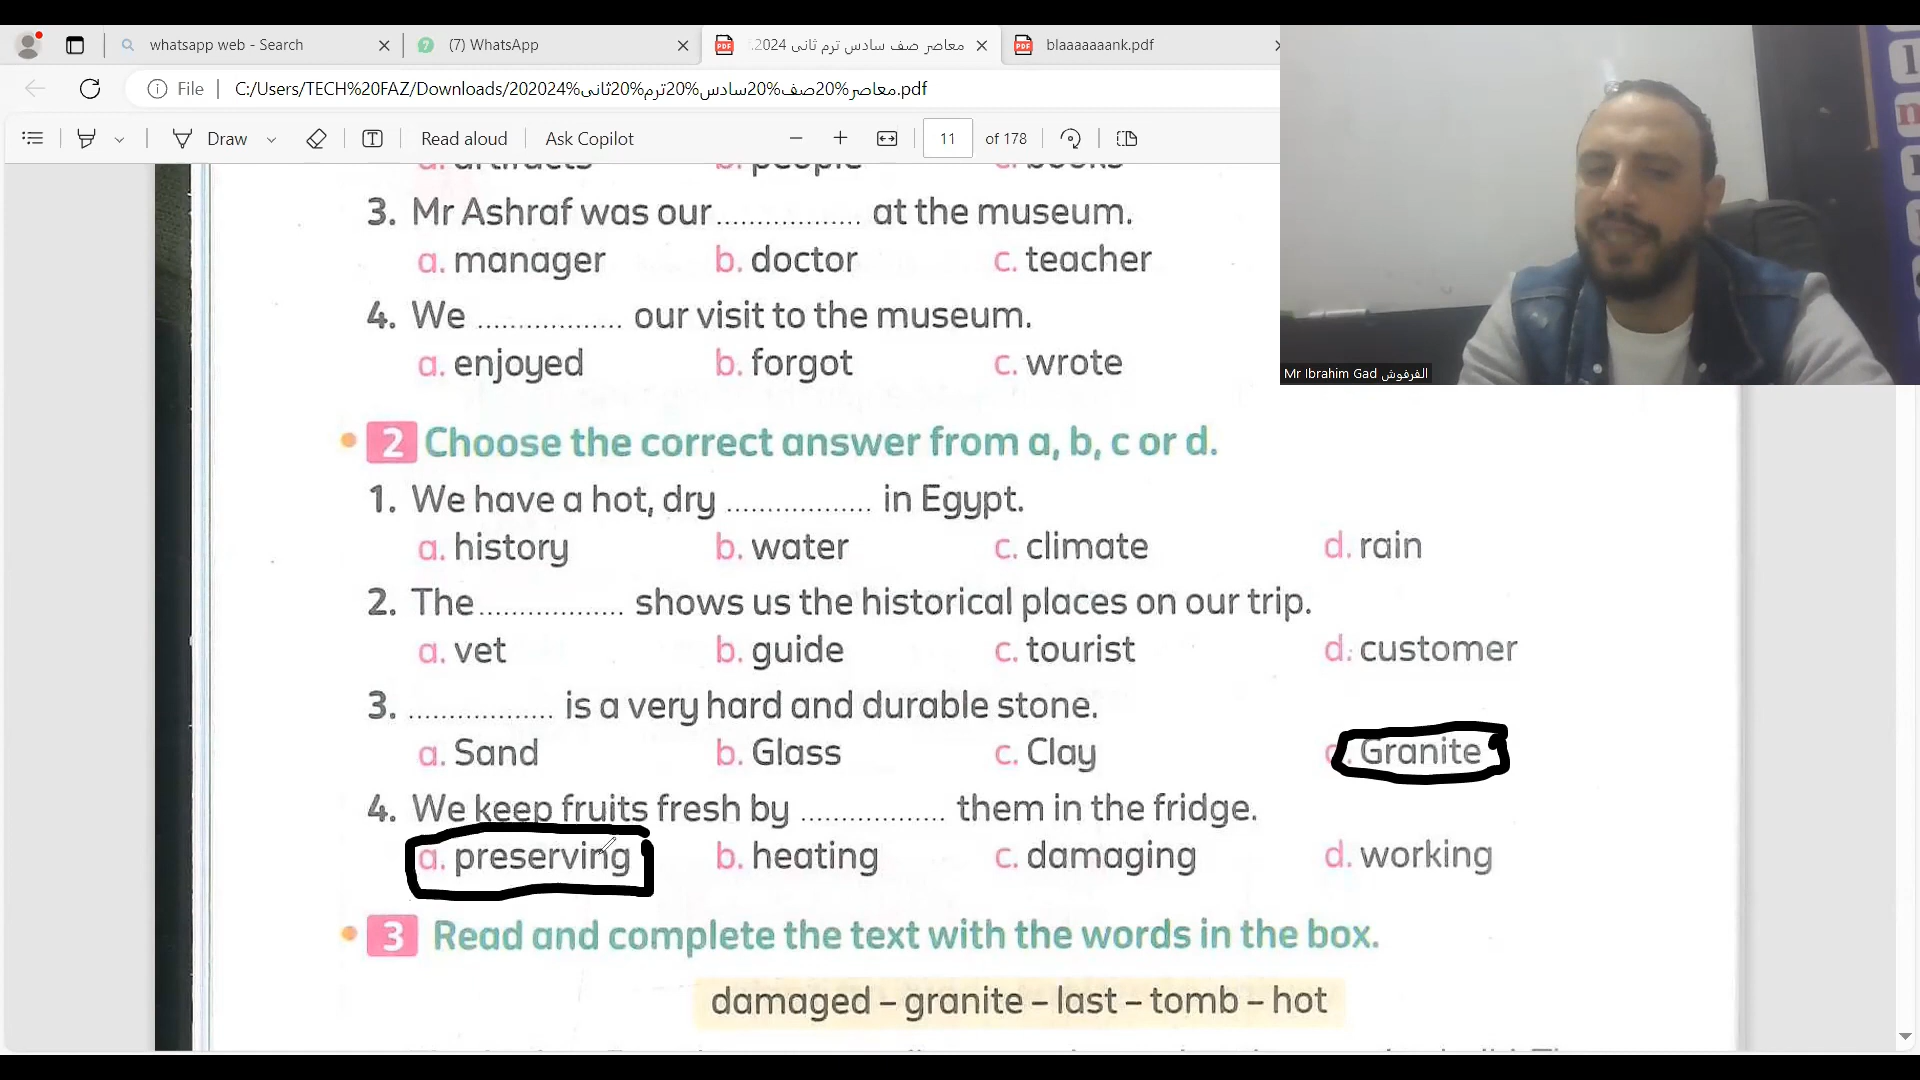 whatsapp web - Search
(7) WhatsApp
معاصر صف سادس ترم ثانى 2024
blaaaaaaank.pdf
File
C:/Users/TECH%20FAZ/Downloads/202024%معاصر%20صف%20سادس%20ترم%20ثانى.pdf
Draw
Read aloud
Ask Copilot
11 of 178
a. artifacts b. people c. books
3. Mr Ashraf was our ................. at the museum.
a. manager b. doctor c. teacher
4. We ................. our visit to the museum.
a. enjoyed b. forgot c. wrote
Mr Ibrahim Gad الفرفوش
2 Choose the correct answer from a, b, c or d.
1. We have a hot, dry ................. in Egypt.
a. history b. water c. climate d. rain
2. The ................. shows us the historical places on our trip.
a. vet b. guide c. tourist d. customer
3. ................. is a very hard and durable stone.
a. Sand b. Glass c. Clay d. Granite
4. We keep fruits fresh by ................. them in the fridge.
a. preserving b. heating c. damaging d. working
3 Read and complete the text with the words in the box.
damaged – granite – last – tomb – hot